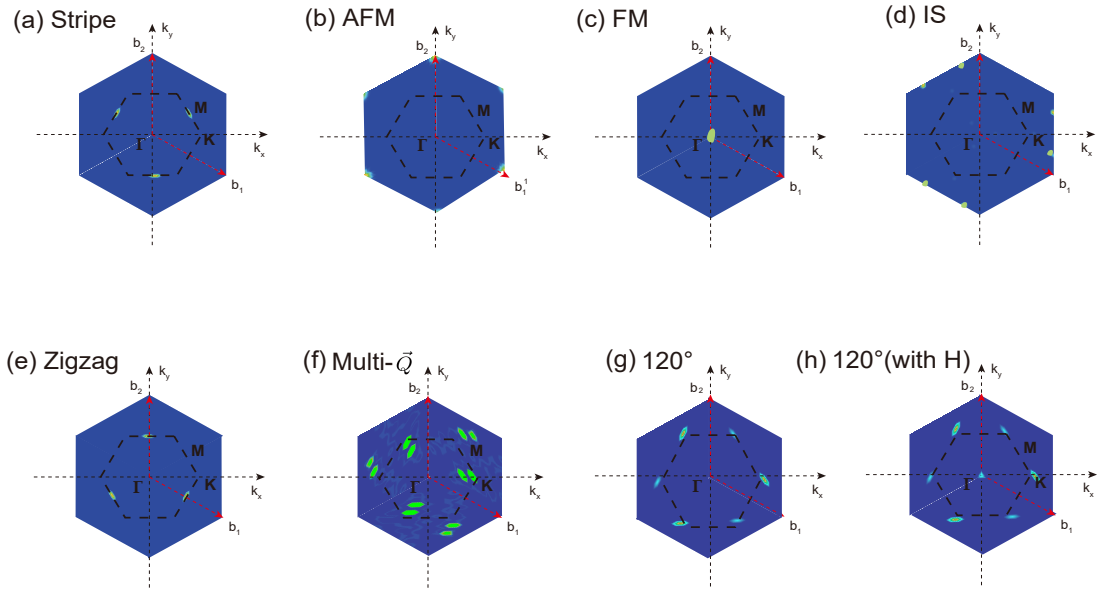 (a) Stripe
(b) AFM
(c) FM
(d) IS
k_y
b_2
M
Γ
K
k_x
b_1
k_y
b_2
M
Γ
K
k_x
b_1^1
k_y
b_2
M
Γ
K
k_x
b_1
k_y
b_2
M
Γ
K
k_x
b_1
(e) Zigzag
(f) Multi-Q⃗
(g) 120°
(h) 120°(with H)
k_y
b_2
M
Γ
K
k_x
b_1
k_y
b_2
M
Γ
K
k_x
b_1
k_y
b_2
M
Γ
K
k_x
b_1
k_y
b_2
M
Γ
K
k_x
b_1